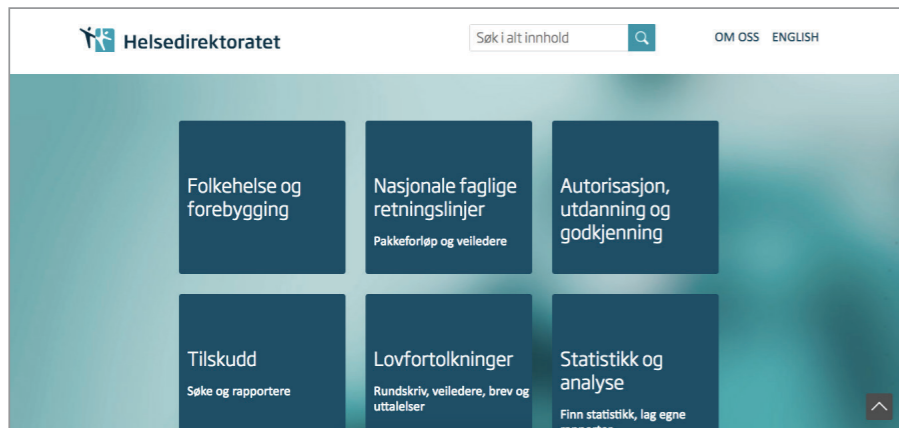 Helsedirektoratet
Søk i alt innhold
OM OSS ENGLISH
Folkehelse og
forebygging
Nasjonale faglige
retningslinjer
Pakkeforløp og veiledere
Autorisasjon,
utdanning og
godkjenning
Tilskudd
Søke og rapportere
Lovfortolkninger
Rundskriv, veiledere, brev og
uttalelser
Statistikk og
analyse
Finn statistikk, lag egne